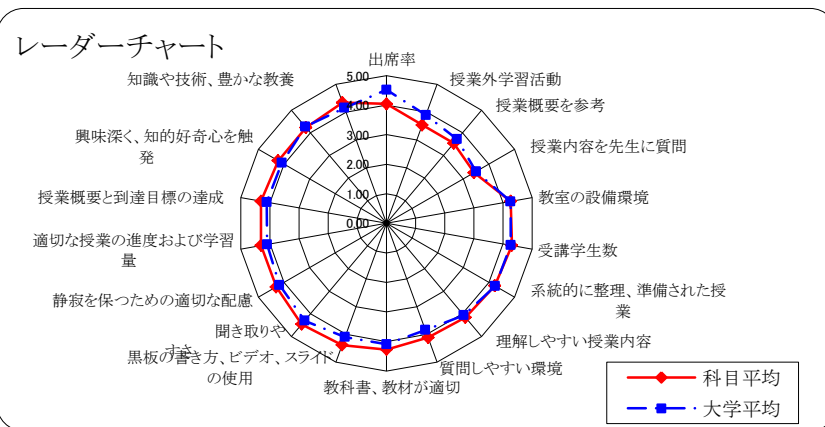 レーダーチャート
出席率
授業外学習活動
授業概要を参考
授業内容を先生に質問
教室の設備環境
受講学生数
系統的に整理、準備された授
業
理解しやすい授業内容
質問しやすい環境
教科書、教材が適切
黒板の書き方、ビデオ、スライド
の使用
聞き取りや
すさ
静寂を保つための適切な配慮
適切な授業の進度および学習
量
授業概要と到達目標の達成
興味深く、知的好奇心を触
発
知識や技術、豊かな教養
5.00
4.00
3.00
2.00
1.00
0.00
科目平均
大学平均